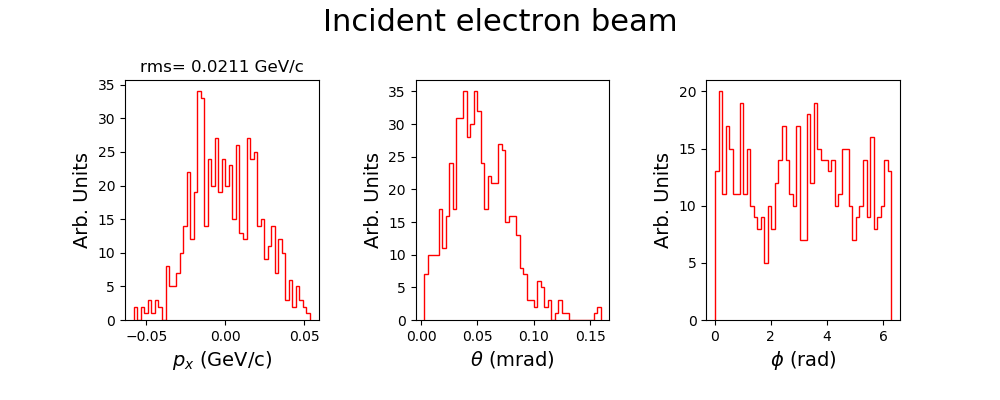 Incident electron beam
rms= 0.0211 GeV/c
Arb. Units
35
30
25
20
15
10
5
0
−0.05 0.00 0.05
pₓ (GeV/c)
Arb. Units
35
30
25
20
15
10
5
0
0.00 0.05 0.10 0.15
θ (mrad)
Arb. Units
20
15
10
5
0
0 2 4 6
ϕ (rad)